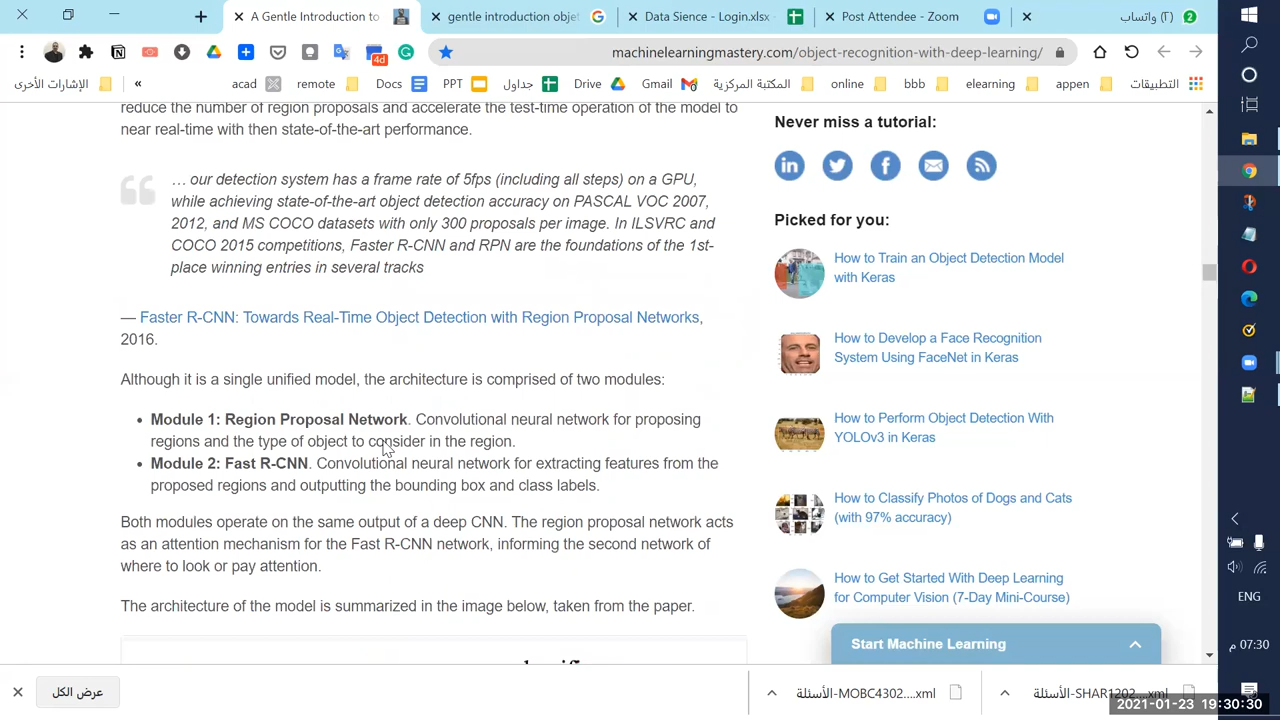 A Gentle Introduction to
gentle introduction obje
Data Sience - Login.xlsx
Post Attendee - Zoom
(٢) واتساب
2
4d
machinelearningmastery.com/object-recognition-with-deep-learning/
الإشارات الأخرى
«
acad
remote
Docs
PPT
جداول
Drive
Gmail
المكتبة المركزية
online
bbb
elearning
appen
التطبيقات
reduce the number of region proposals and accelerate the test-time operation of the model to
near real-time with then state-of-the-art performance.
… our detection system has a frame rate of 5fps (including all steps) on a GPU,
while achieving state-of-the-art object detection accuracy on PASCAL VOC 2007,
2012, and MS COCO datasets with only 300 proposals per image. In ILSVRC and
COCO 2015 competitions, Faster R-CNN and RPN are the foundations of the 1st-
place winning entries in several tracks
— Faster R-CNN: Towards Real-Time Object Detection with Region Proposal Networks,
2016.
Although it is a single unified model, the architecture is comprised of two modules:
• Module 1: Region Proposal Network. Convolutional neural network for proposing
regions and the type of object to consider in the region.
• Module 2: Fast R-CNN. Convolutional neural network for extracting features from the
proposed regions and outputting the bounding box and class labels.
Both modules operate on the same output of a deep CNN. The region proposal network acts
as an attention mechanism for the Fast R-CNN network, informing the second network of
where to look or pay attention.
The architecture of the model is summarized in the image below, taken from the paper.
Never miss a tutorial:
Picked for you:
How to Train an Object Detection Model
with Keras
How to Develop a Face Recognition
System Using FaceNet in Keras
How to Perform Object Detection With
YOLOv3 in Keras
How to Classify Photos of Dogs and Cats
(with 97% accuracy)
How to Get Started With Deep Learning
for Computer Vision (7-Day Mini-Course)
Start Machine Learning
ENG
07:30 م
عرض الكل
الأسئلة-MOBC4302....xml
الأسئلة-SHAR1202....xml
2021-01-23 19:30:30